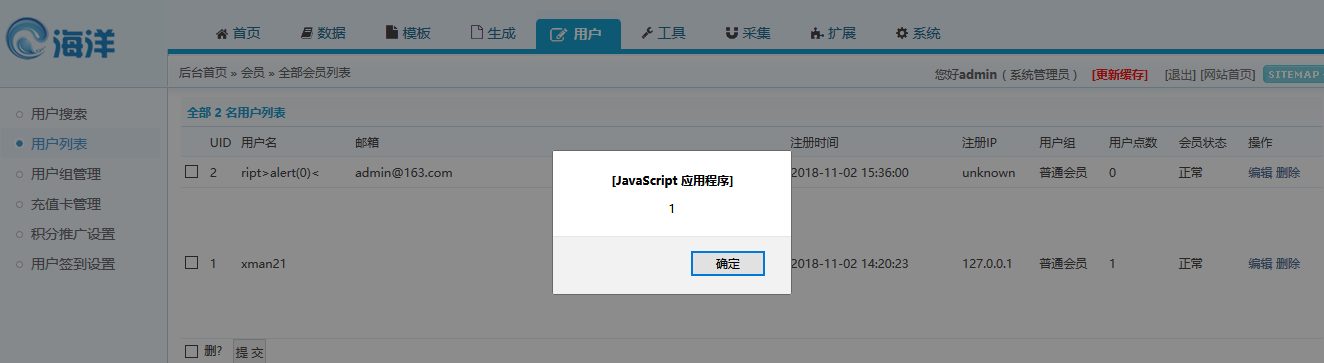 海洋
首页 数据 模板 生成 用户 工具 采集 扩展 系统
后台首页 » 会员 » 全部会员列表
您好admin（系统管理员） [更新缓存] [退出] [网站首页] SITEMAP
用户搜索
用户列表
用户组管理
充值卡管理
积分推广设置
用户签到设置
全部 2 名用户列表
UID 用户名 邮箱 注册时间 注册IP 用户组 用户点数 会员状态 操作
2 ript>alert(0)< admin@163.com 2018-11-02 15:36:00 unknown 普通会员 0 正常 编辑 删除
1 xman21 2018-11-02 14:20:23 127.0.0.1 普通会员 1 正常 编辑 删除
删? 提 交
[JavaScript 应用程序]
1
确定